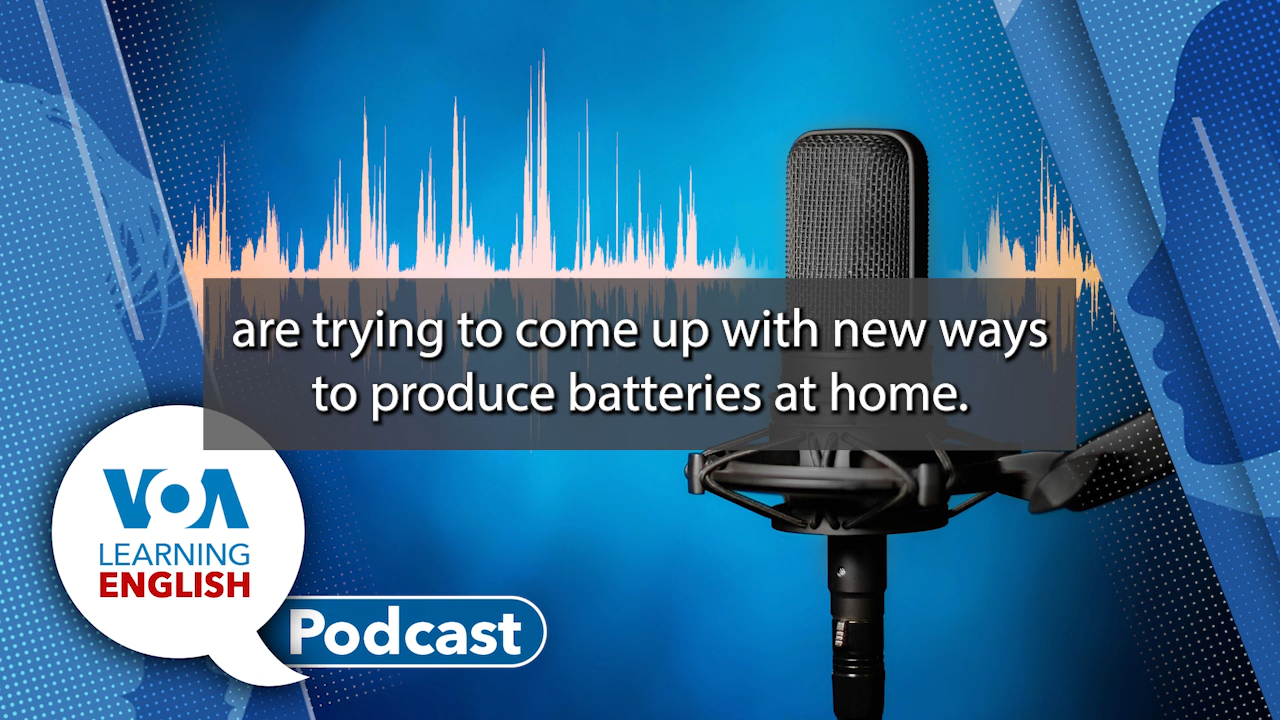 are trying to come up with new ways
to produce batteries at home.
VOA
LEARNING
ENGLISH
Podcast